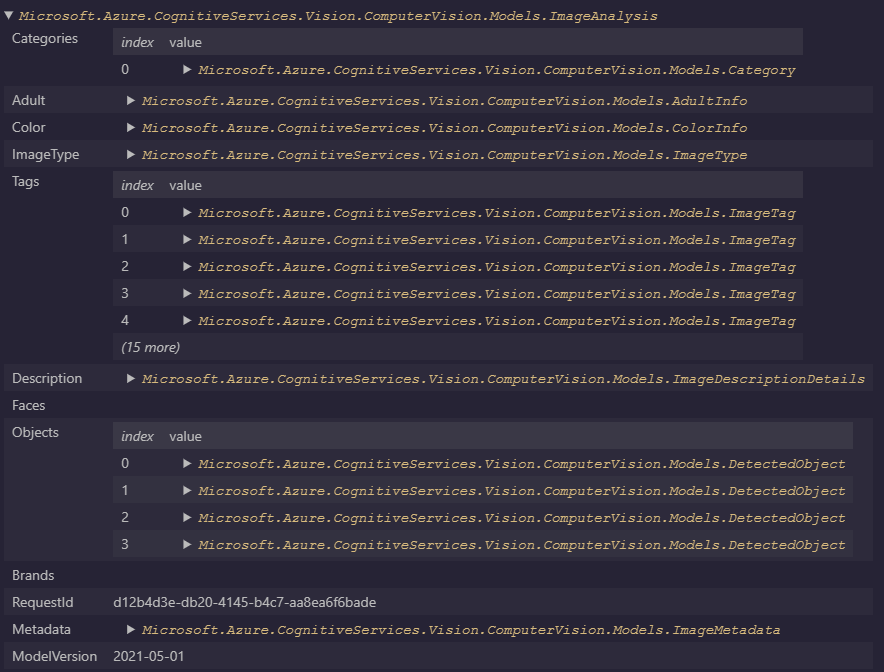 ▼ Microsoft.Azure.CognitiveServices.Vision.ComputerVision.Models.ImageAnalysis
Categories index value
0 ▶ Microsoft.Azure.CognitiveServices.Vision.ComputerVision.Models.Category
Adult ▶ Microsoft.Azure.CognitiveServices.Vision.ComputerVision.Models.AdultInfo
Color ▶ Microsoft.Azure.CognitiveServices.Vision.ComputerVision.Models.ColorInfo
ImageType ▶ Microsoft.Azure.CognitiveServices.Vision.ComputerVision.Models.ImageType
Tags index value
0 ▶ Microsoft.Azure.CognitiveServices.Vision.ComputerVision.Models.ImageTag
1 ▶ Microsoft.Azure.CognitiveServices.Vision.ComputerVision.Models.ImageTag
2 ▶ Microsoft.Azure.CognitiveServices.Vision.ComputerVision.Models.ImageTag
3 ▶ Microsoft.Azure.CognitiveServices.Vision.ComputerVision.Models.ImageTag
4 ▶ Microsoft.Azure.CognitiveServices.Vision.ComputerVision.Models.ImageTag
(15 more)
Description ▶ Microsoft.Azure.CognitiveServices.Vision.ComputerVision.Models.ImageDescriptionDetails
Faces
Objects index value
0 ▶ Microsoft.Azure.CognitiveServices.Vision.ComputerVision.Models.DetectedObject
1 ▶ Microsoft.Azure.CognitiveServices.Vision.ComputerVision.Models.DetectedObject
2 ▶ Microsoft.Azure.CognitiveServices.Vision.ComputerVision.Models.DetectedObject
3 ▶ Microsoft.Azure.CognitiveServices.Vision.ComputerVision.Models.DetectedObject
Brands
RequestId d12b4d3e-db20-4145-b4c7-aa8ea6f6bade
Metadata ▶ Microsoft.Azure.CognitiveServices.Vision.ComputerVision.Models.ImageMetadata
ModelVersion 2021-05-01